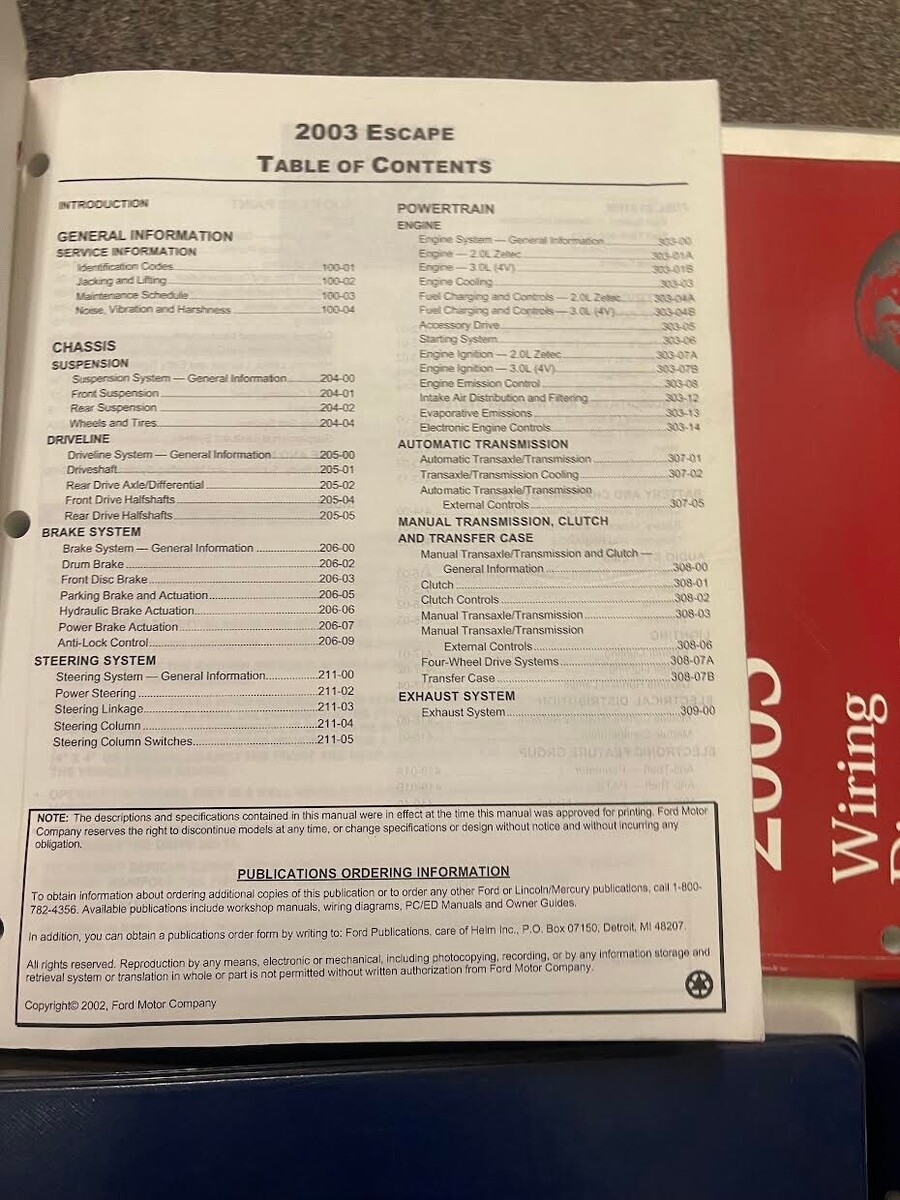 2003 ESCAPE
TABLE OF CONTENTS
INTRODUCTION
GENERAL INFORMATION
SERVICE INFORMATION
Identification Codes 100-01
Jacking and Lifting 100-02
Maintenance Schedule 100-03
Noise, Vibration and Harshness 100-04
CHASSIS
SUSPENSION
Suspension System — General Information 204-00
Front Suspension 204-01
Rear Suspension 204-02
Wheels and Tires 204-04
DRIVELINE
Driveline System — General Information 205-00
Driveshaft 205-01
Rear Drive Axle/Differential 205-02
Front Drive Halfshafts 205-04
Rear Drive Halfshafts 205-05
BRAKE SYSTEM
Brake System — General Information 206-00
Drum Brake 206-02
Front Disc Brake 206-03
Parking Brake and Actuation 206-05
Hydraulic Brake Actuation 206-06
Power Brake Actuation 206-07
Anti-Lock Control 206-09
STEERING SYSTEM
Steering System — General Information 211-00
Power Steering 211-02
Steering Linkage 211-03
Steering Column 211-04
Steering Column Switches 211-05
POWERTRAIN
ENGINE
Engine System — General Information 303-00
Engine — 2.0L Zetec 303-01A
Engine — 3.0L (4V) 303-01B
Engine Cooling 303-03
Fuel Charging and Controls — 2.0L Zetec 303-04A
Fuel Charging and Controls — 3.0L (4V) 303-04B
Accessory Drive 303-05
Starting System 303-06
Engine Ignition — 2.0L Zetec 303-07A
Engine Ignition — 3.0L (4V) 303-07B
Engine Emission Control 303-08
Intake Air Distribution and Filtering 303-12
Evaporative Emissions 303-13
Electronic Engine Controls 303-14
AUTOMATIC TRANSMISSION
Automatic Transaxle/Transmission 307-01
Transaxle/Transmission Cooling 307-02
Automatic Transaxle/Transmission
External Controls 307-05
MANUAL TRANSMISSION, CLUTCH
AND TRANSFER CASE
Manual Transaxle/Transmission and Clutch —
General Information 308-00
Clutch 308-01
Clutch Controls 308-02
Manual Transaxle/Transmission 308-03
Manual Transaxle/Transmission
External Controls 308-06
Four-Wheel Drive Systems 308-07A
Transfer Case 308-07B
EXHAUST SYSTEM
Exhaust System 309-00
NOTE: The descriptions and specifications contained in this manual were in effect at the time this manual was approved for printing. Ford Motor
Company reserves the right to discontinue models at any time, or change specifications or design without notice and without incurring any
obligation.
PUBLICATIONS ORDERING INFORMATION
To obtain information about ordering additional copies of this publication or to order any other Ford or Lincoln/Mercury publications, call 1-800-
782-4356. Available publications include workshop manuals, wiring diagrams, PC/ED Manuals and Owner Guides.
In addition, you can obtain a publications order form by writing to: Ford Publications, care of Helm Inc., P.O. Box 07150, Detroit, MI 48207.
All rights reserved. Reproduction by any means, electronic or mechanical, including photocopying, recording, or by any information storage and
retrieval system or translation in whole or part is not permitted without written authorization from Ford Motor Company.
Copyright© 2002, Ford Motor Company
2003
Wiring